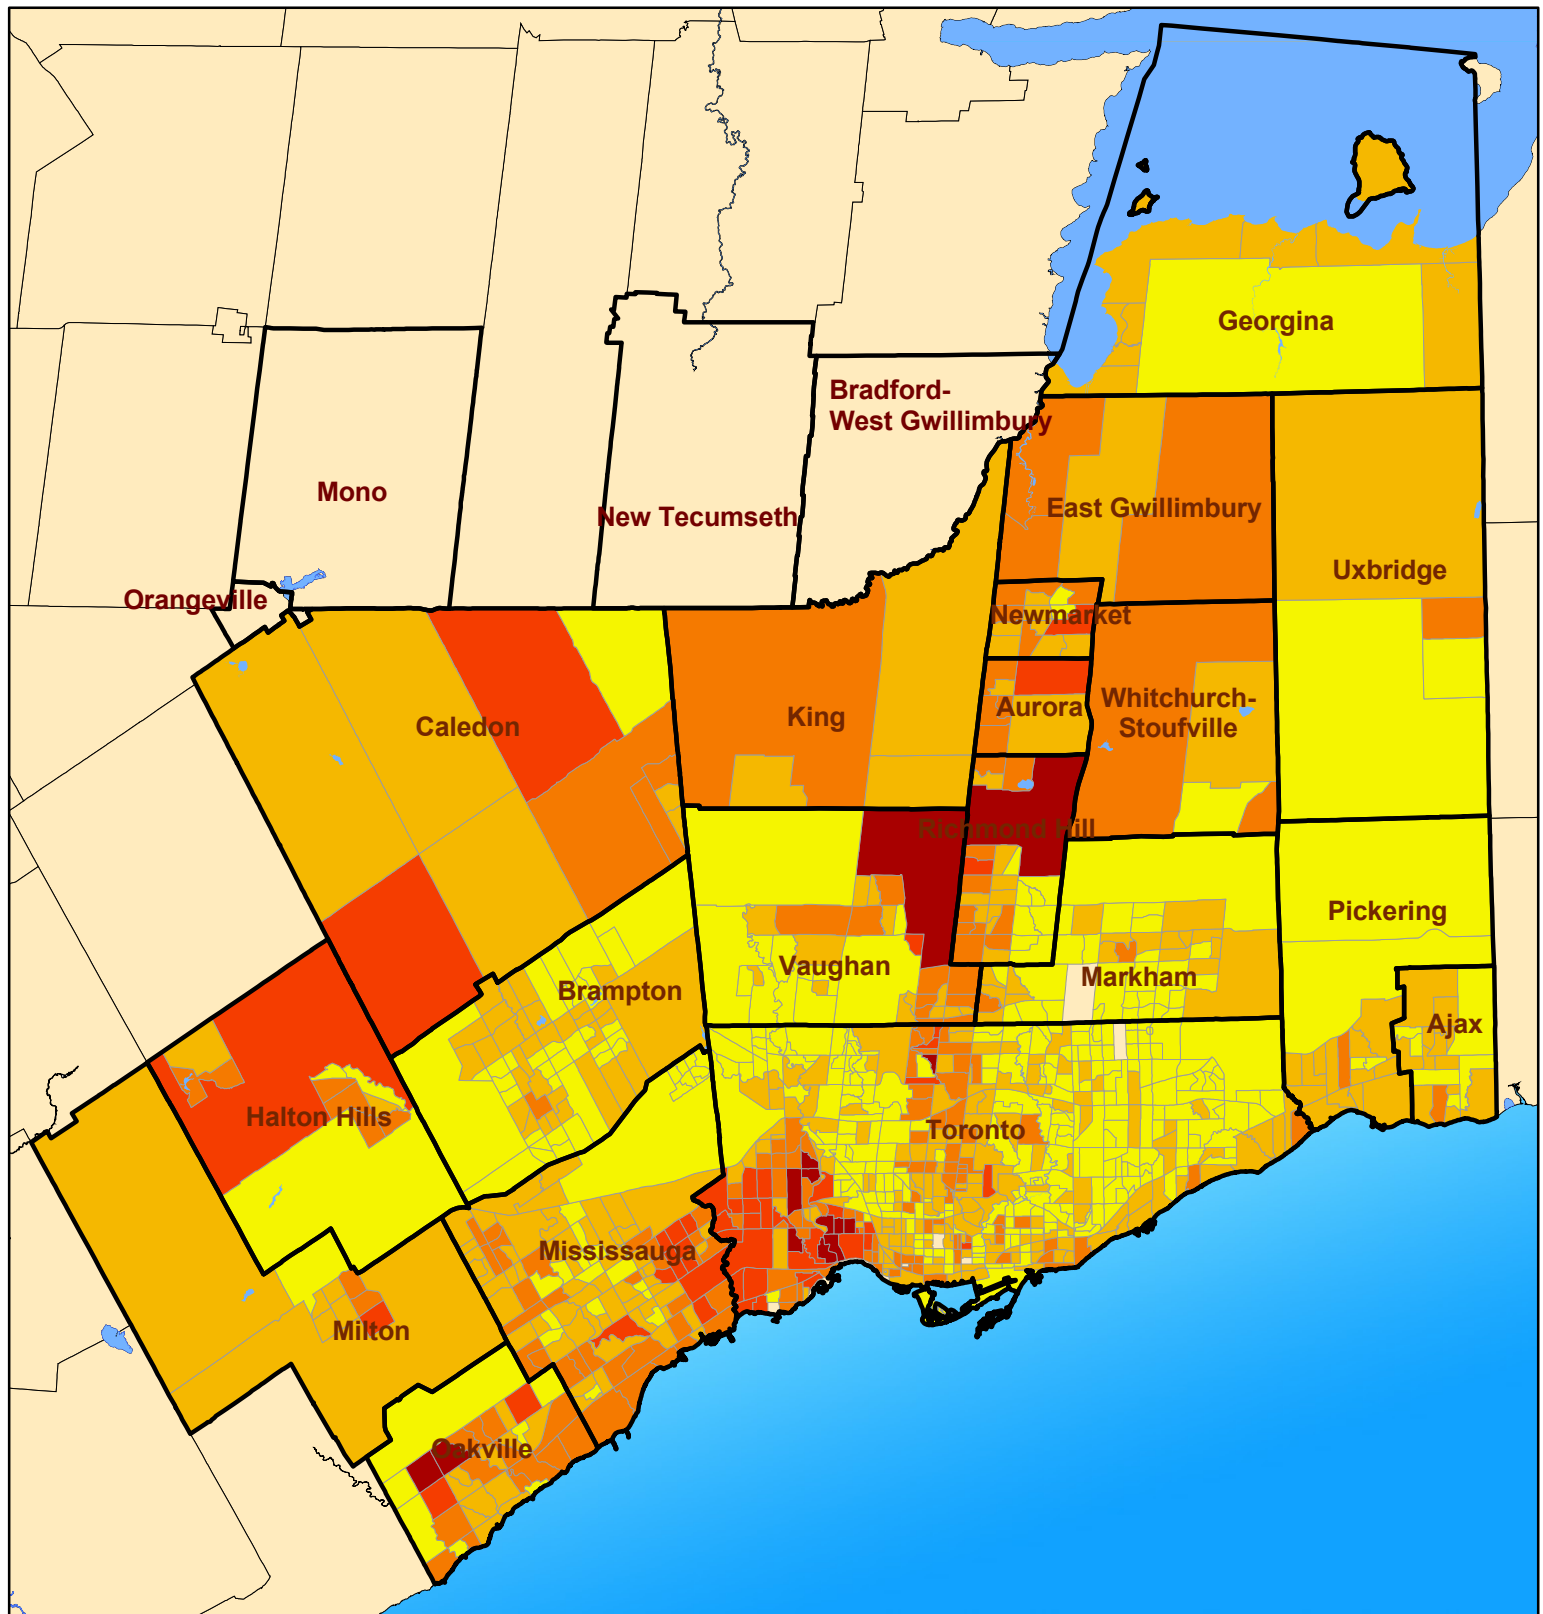 Georgina
Bradford-
West Gwillimbury
Mono
New Tecumseth
East Gwillimbury
Uxbridge
Orangeville
Newmarket
Caledon
King
Aurora
Whitchurch-
Stoufville
Richmond Hill
Pickering
Vaughan
Markham
Brampton
Ajax
Halton Hills
Toronto
Mississauga
Milton
Oakville